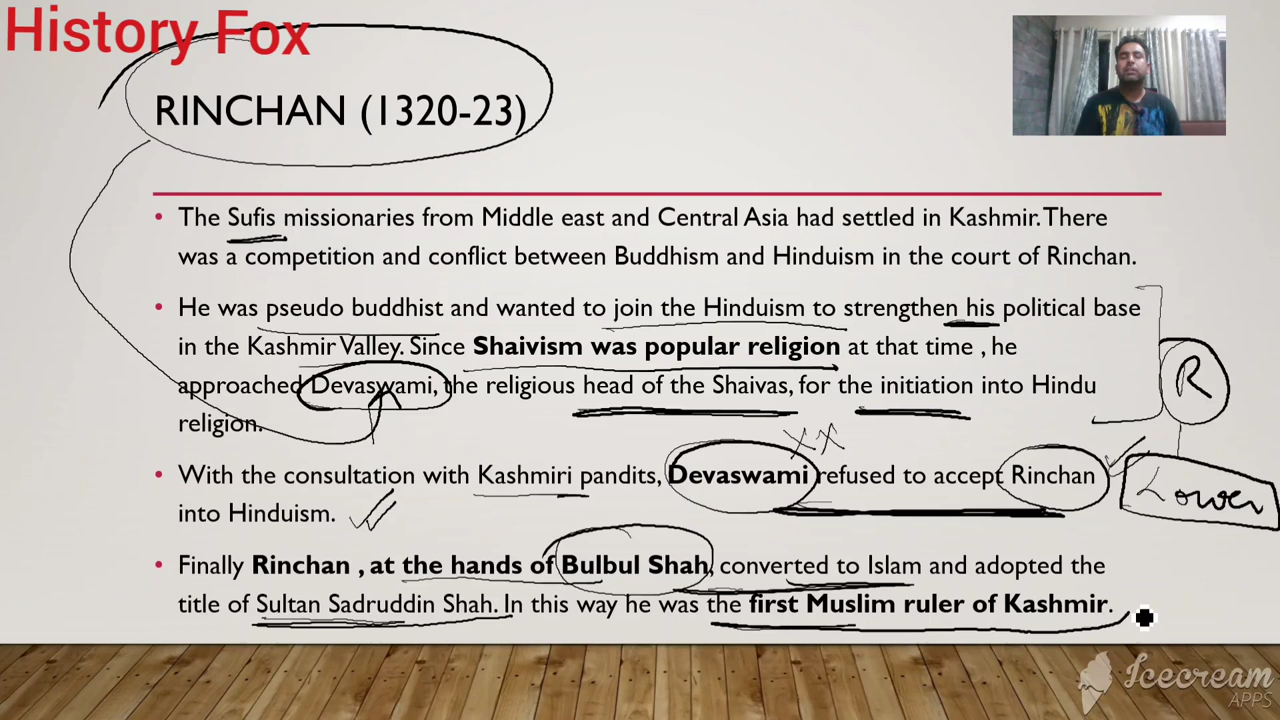 History Fox
RINCHAN (1320-23)
• The Sufis missionaries from Middle east and Central Asia had settled in Kashmir. There
was a competition and conflict between Buddhism and Hinduism in the court of Rinchan.
• He was pseudo buddhist and wanted to join the Hinduism to strengthen his political base
in the Kashmir Valley. Since Shaivism was popular religion at that time , he
approached Devaswami, the religious head of the Shaivas, for the initiation into Hindu
religion.
R
• With the consultation with Kashmiri pandits, Devaswami refused to accept Rinchan
into Hinduism.
Lower
• Finally Rinchan , at the hands of Bulbul Shah, converted to Islam and adopted the
title of Sultan Sadruddin Shah. In this way he was the first Muslim ruler of Kashmir.
Icecream
APPS